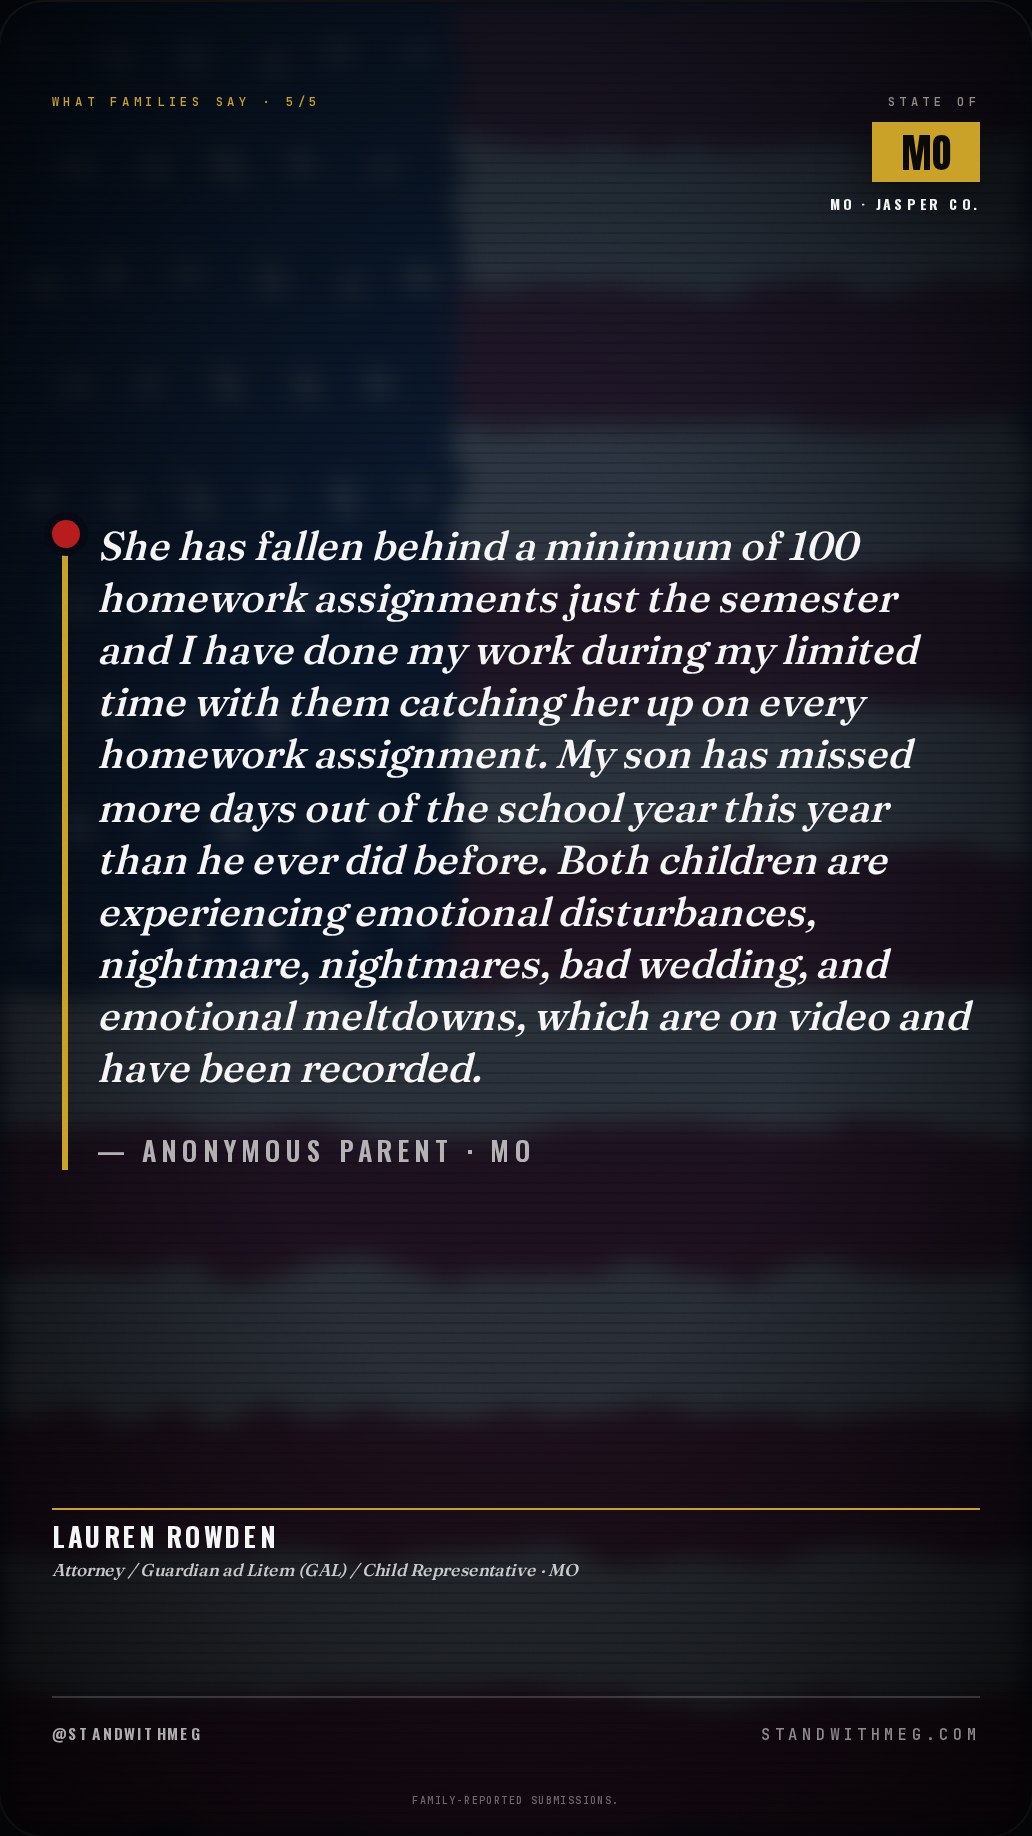 WHAT FAMILIES SAY · 5/5
STATE OF
MO
MO · JASPER CO.
She has fallen behind a minimum of 100
homework assignments just the semester
and I have done my work during my limited
time with them catching her up on every
homework assignment. My son has missed
more days out of the school year this year
than he ever did before. Both children are
experiencing emotional disturbances,
nightmare, nightmares, bad wedding, and
emotional meltdowns, which are on video and
have been recorded.
— ANONYMOUS PARENT · MO
LAUREN ROWDEN
Attorney / Guardian ad Litem (GAL) / Child Representative · MO
@STANDWITHMEG
STANDWITHMEG.COM
FAMILY-REPORTED SUBMISSIONS.